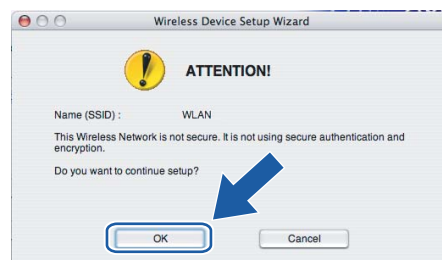 Wireless Device Setup Wizard
ATTENTION!
Name (SSID) : WLAN
This Wireless Network is not secure. It is not using secure authentication and
encryption.
Do you want to continue setup?
OK Cancel